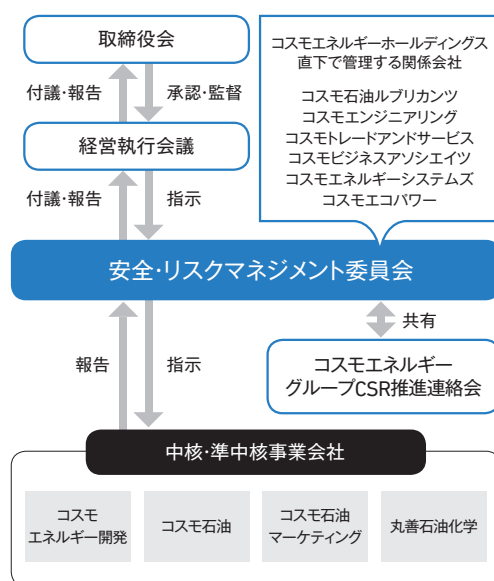 取締役会
付議・報告
承認・監督
経営執行会議
付議・報告
指示
コスモエネルギーホールディングス
直下で管理する関係会社
コスモ石油ルブリカンツ
コスモエンジニアリング
コスモトレードアンドサービス
コスモビジネスアソシエイツ
コスモエネルギーシステムズ
コスモエコパワー
安全・リスクマネジメント委員会
共有
コスモエネルギー
グループCSR推進連絡会
報告
指示
中核・準中核事業会社
コスモ
エネルギー開発
コスモ石油
コスモ石油
マーケティング
丸善石油化学